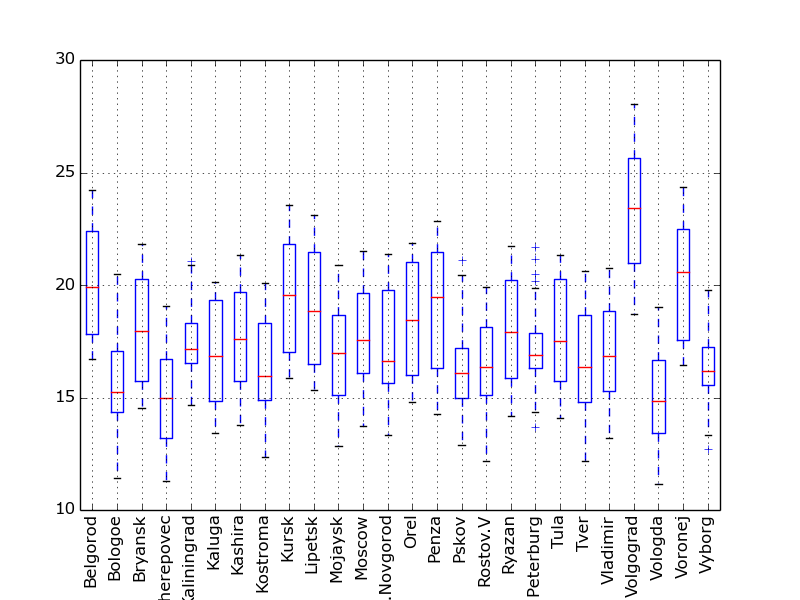 30
25
20
15
10
Belgorod
Bologoe
Bryansk
herepovec
Kaliningrad
Kaluga
Kashira
Kostroma
Kursk
Lipetsk
Mojaysk
Moscow
.Novgorod
Orel
Penza
Pskov
Rostov.V
Ryazan
Peterburg
Tula
Tver
Vladimir
Volgograd
Vologda
Voronej
Vyborg